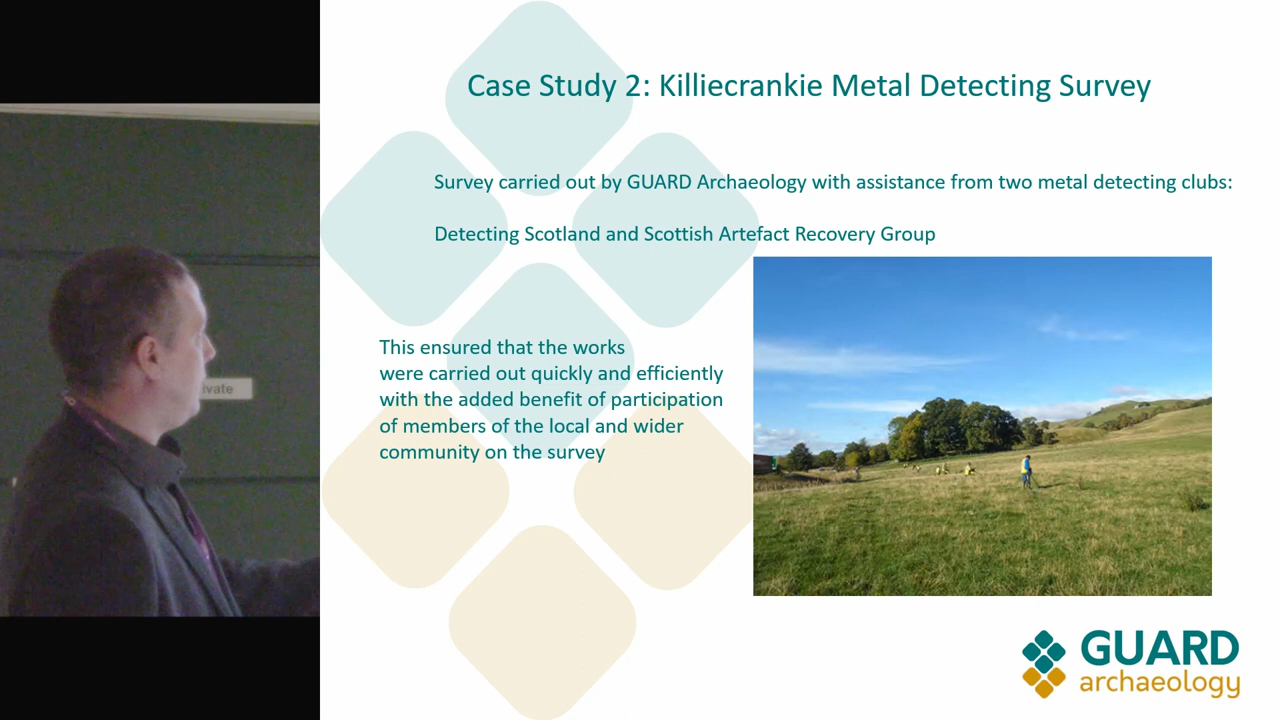 Case Study 2: Killiecrankie Metal Detecting Survey
Survey carried out by GUARD Archaeology with assistance from two metal detecting clubs:
Detecting Scotland and Scottish Artefact Recovery Group
This ensured that the works
were carried out quickly and efficiently
with the added benefit of participation
of members of the local and wider
community on the survey
ivate
GUARD
archaeology